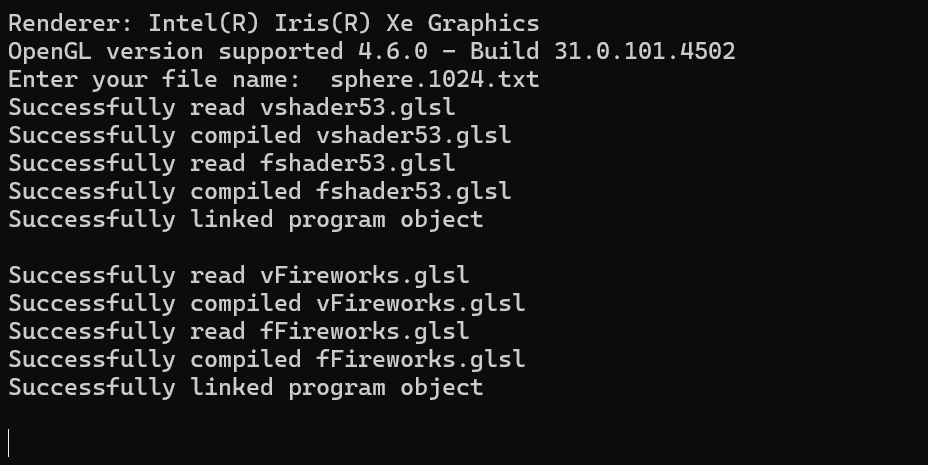 Renderer: Intel(R) Iris(R) Xe Graphics
OpenGL version supported 4.6.0 - Build 31.0.101.4502
Enter your file name:  sphere.1024.txt
Successfully read vshader53.glsl
Successfully compiled vshader53.glsl
Successfully read fshader53.glsl
Successfully compiled fshader53.glsl
Successfully linked program object
Successfully read vFireworks.glsl
Successfully compiled vFireworks.glsl
Successfully read fFireworks.glsl
Successfully compiled fFireworks.glsl
Successfully linked program object